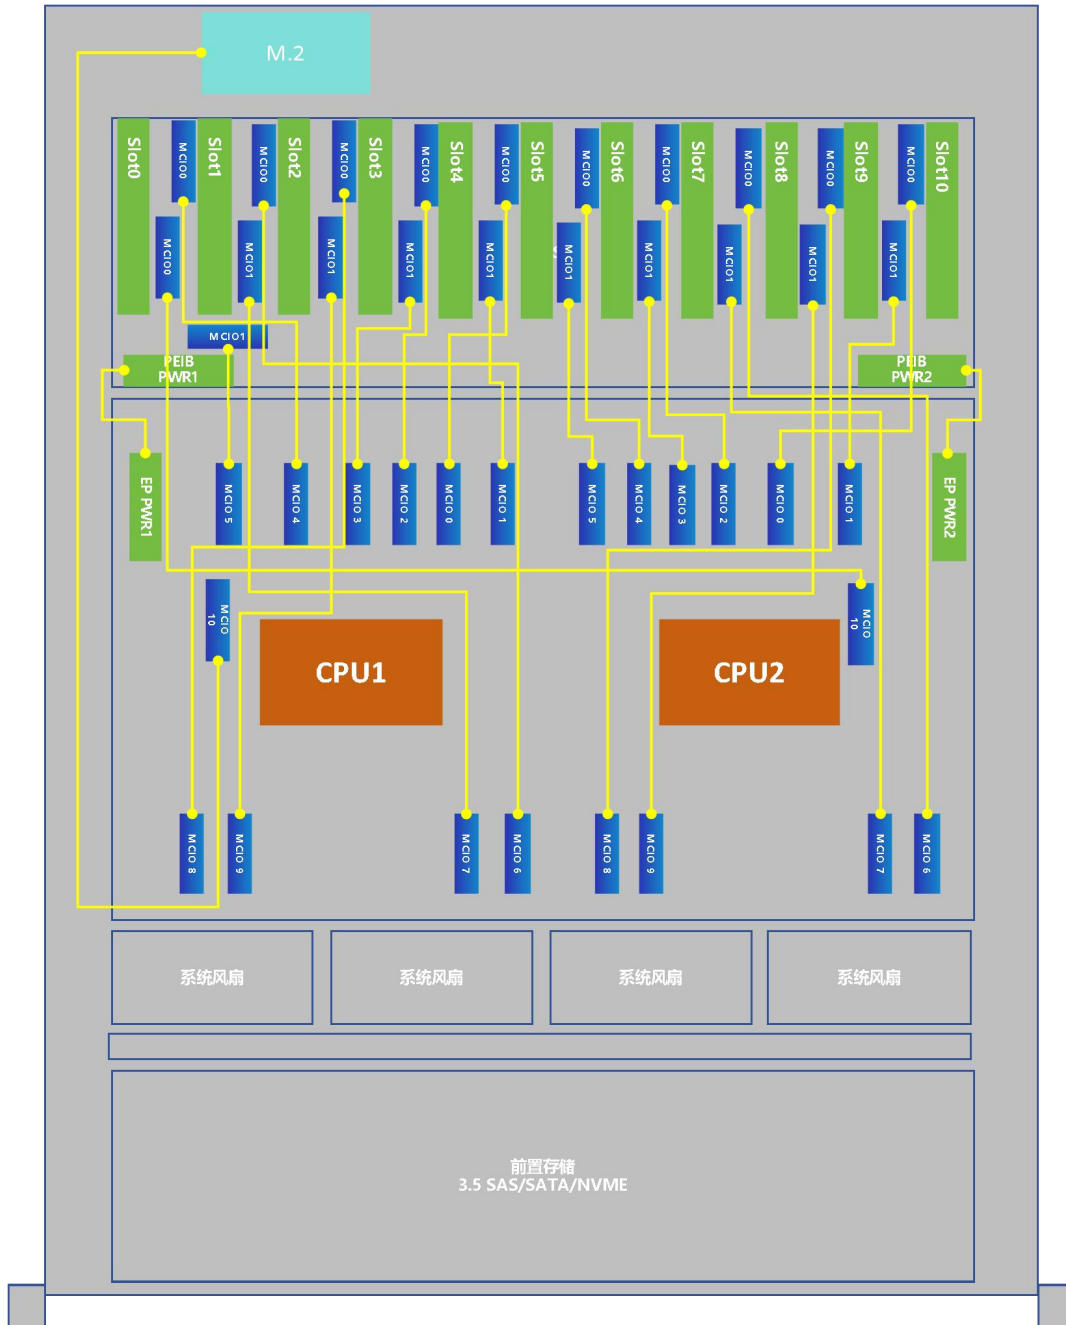 M.2
Slot0
MCIO0
Slot1
MCIO0
Slot2
MCIO0
Slot3
MCIO0
Slot4
MCIO0
Slot5
MCIO0
Slot6
MCIO0
Slot7
MCIO0
Slot8
MCIO0
Slot9
MCIO0
Slot10
MCIO0
MCIO1
MCIO1
MCIO1
MCIO1
MCIO1
MCIO1
MCIO1
MCIO1
MCIO1
MCIO1
MCIO1
PEIB
PWR1
PEIB
PWR2
EP PWR1
MCIO 5
MCIO 4
MCIO 3
MCIO 2
MCIO 0
MCIO 1
MCIO 5
MCIO 4
MCIO 3
MCIO 2
MCIO 0
MCIO 1
EP PWR2
MCIO
10
MCIO
10
CPU1
CPU2
MCIO 8
MCIO 9
MCIO 7
MCIO 6
MCIO 8
MCIO 9
MCIO 7
MCIO 6
系统风扇
系统风扇
系统风扇
系统风扇
前置存储
3.5 SAS/SATA/NVME